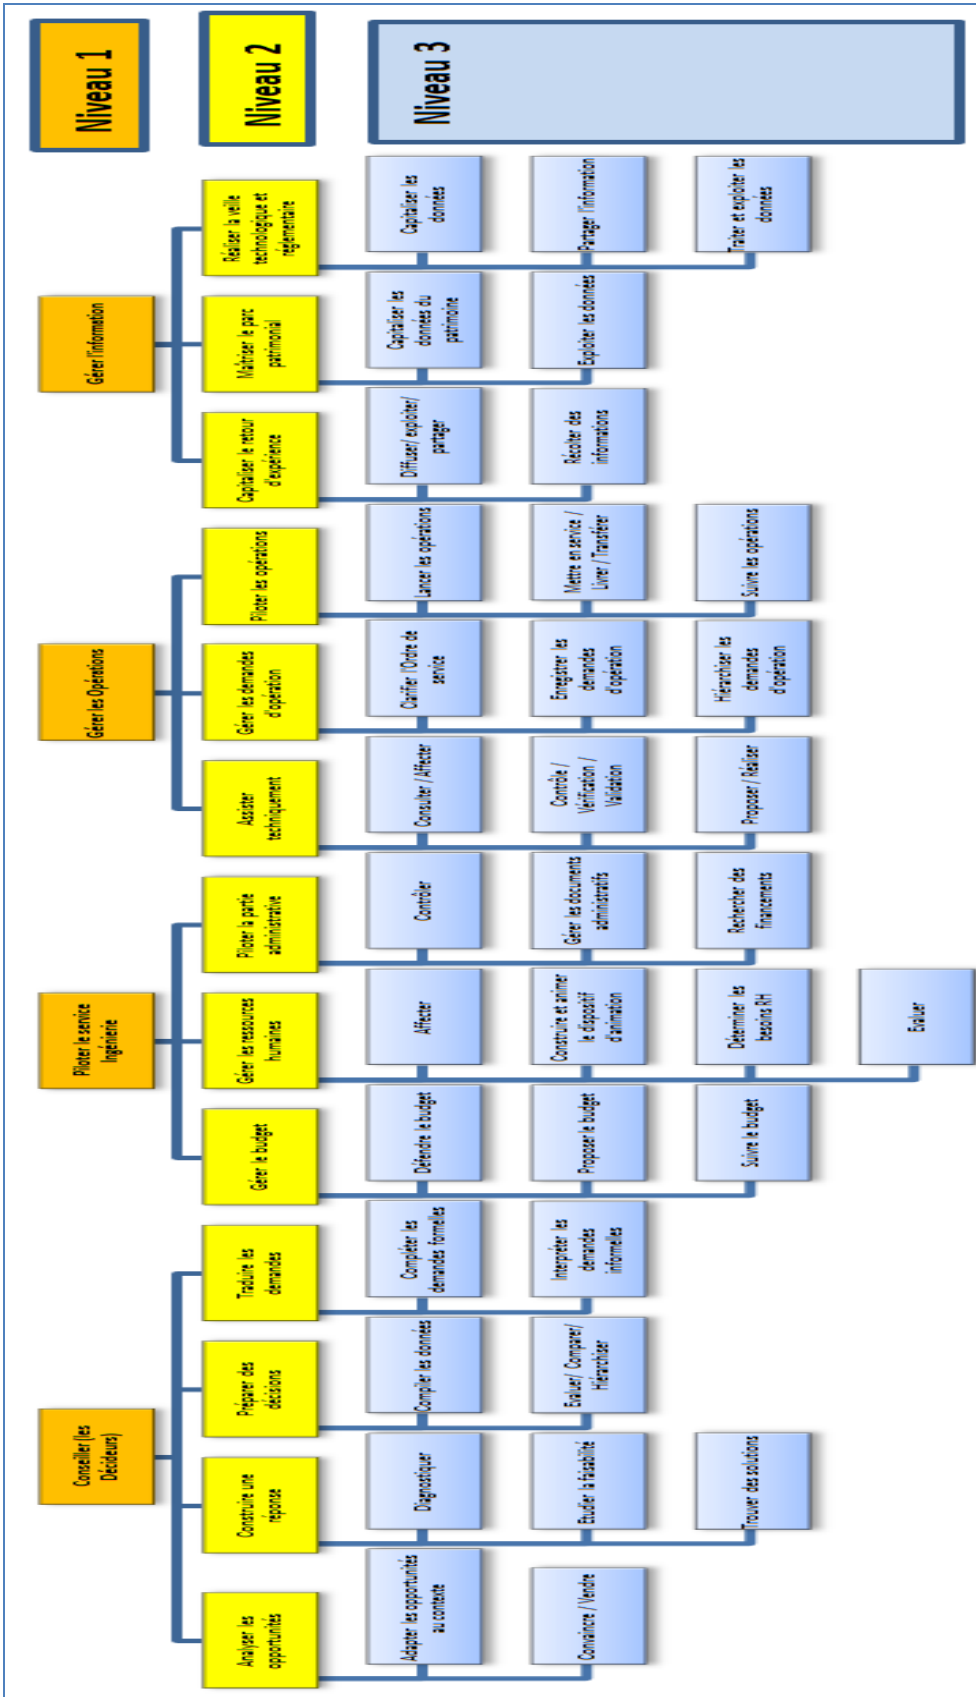 Niveau 1
Gérer l'information
Gérer les Opérations
Piloter le service
Ingénierie
Conseiller (les
Décideurs)
Niveau 2
Réaliser la veille
technologique et
réglementaire
Maîtriser le parc
patrimonial
Capitaliser le retour
d'expérience
Piloter les opérations
Gérer les demandes
d'opération
Assister
techniquement
Piloter la partie
administrative
Gérer les ressources
humaines
Gérer le budget
Traduire les
demandes
Préparer des
décisions
Construire une
réponse
Analyser les
opportunités
Niveau 3
Capitaliser les
données
Partager l'information
Traiter et exploiter les
données
Capitaliser les
données du
patrimoine
Exploiter les données
Diffuser/ exploiter/
partager
Récolter des
informations
Lancer les opérations
Mettre en service /
Livrer / Transférer
Suivre les opérations
Clarifier l'Ordre de
service
Enregistrer les
demandes
d'opération
Hiérarchiser les
demandes
d'opération
Consulter / Affecter
Contrôle /
Vérification /
Validation
Proposer / Réaliser
Contrôler
Gérer les documents
administratifs
Rechercher des
financements
Affecter
Construire et animer
le dispositif
d'animation
Déterminer les
besoins RH
Evaluer
Défendre le budget
Proposer le budget
Suivre le budget
Compléter les
demandes formelles
Interpréter les
demandes
informelles
Compiler les données
Evaluer/ Comparer/
Hiérarchiser
Diagnostiquer
Etudier la faisabilité
Trouver des solutions
Adapter les opportunités
au contexte
Convaincre / Vendre